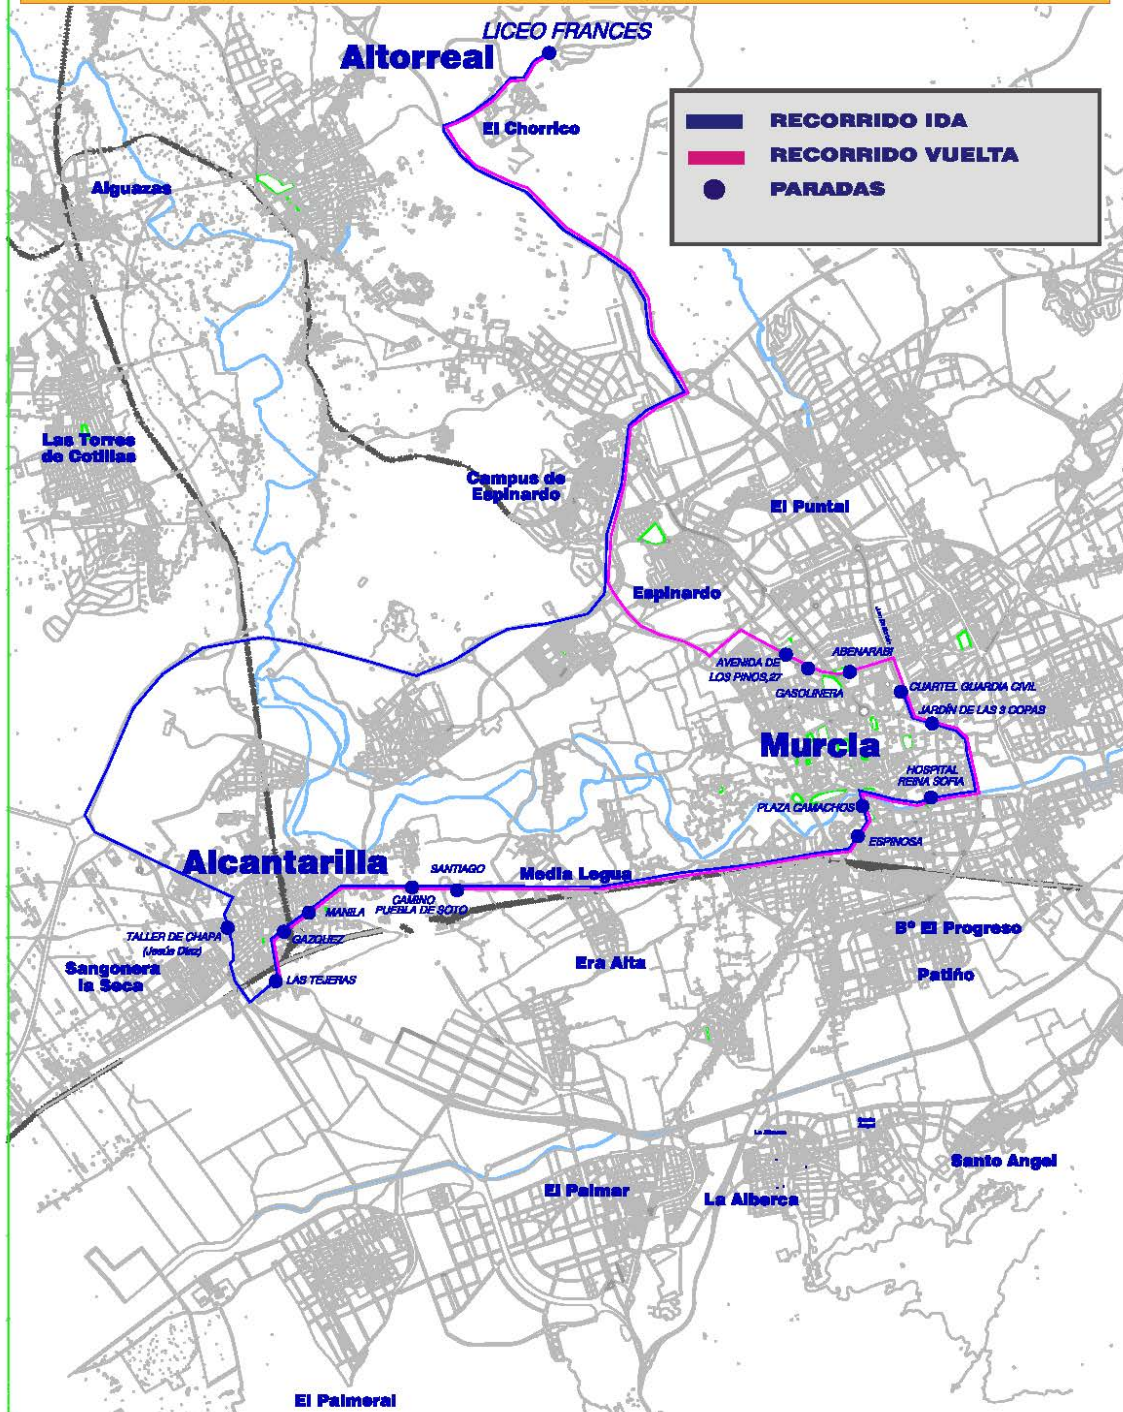 LICEO FRANCES
Altorreal
El Chorrico
RECORRIDO IDA
RECORRIDO VUELTA
PARADAS
Alguazas
Las Torres
de Cotillas
Campus de
Espinardo
El Puntal
Espinardo
AVENIDA DE
LOS PINOS,27
ABENARABI
GASOLINERA
CUARTEL GUARDIA CIVIL
JARDÍN DE LAS 3 COPAS
Murcia
HOSPITAL
REINA SOFIA
PLAZA CAMACHOS
ESPINOSA
Alcantarilla
SANTIAGO
Media Legua
CAMINO
PUEBLA DE SOTO
MANILA
TALLER DE CHAPA
(Jesús Díaz)
GAZQUEZ
Bº El Progreso
Sangonera
la Seca
Era Alta
Patiño
LAS TEJERAS
La Alberca
Santo Angel
El Palmar
La Alberca
El Palmeral